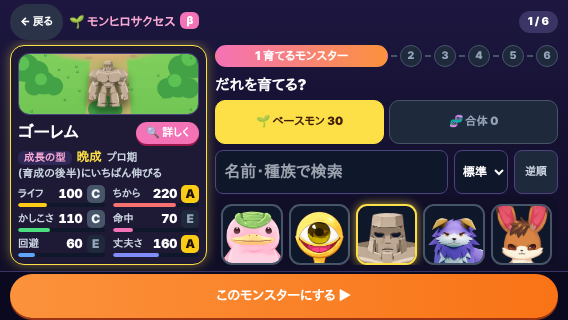 ← 戻る
🌱 モンヒロサクセス β
1 / 6
ゴーレム
🔍 詳しく
成長の型 晩成 プロ期
(育成の後半)にいちばん伸びる
ライフ 100 C ちから 220 A
かしこさ 110 C 命中 70 E
回避 60 E 丈夫さ 160 A
1 育てるモンスター 2 3 4 5 6
だれを育てる?
🌱 ベースモン 30
🧬 合体 0
名前・種族で検索
標準
逆順
このモンスターにする ▶